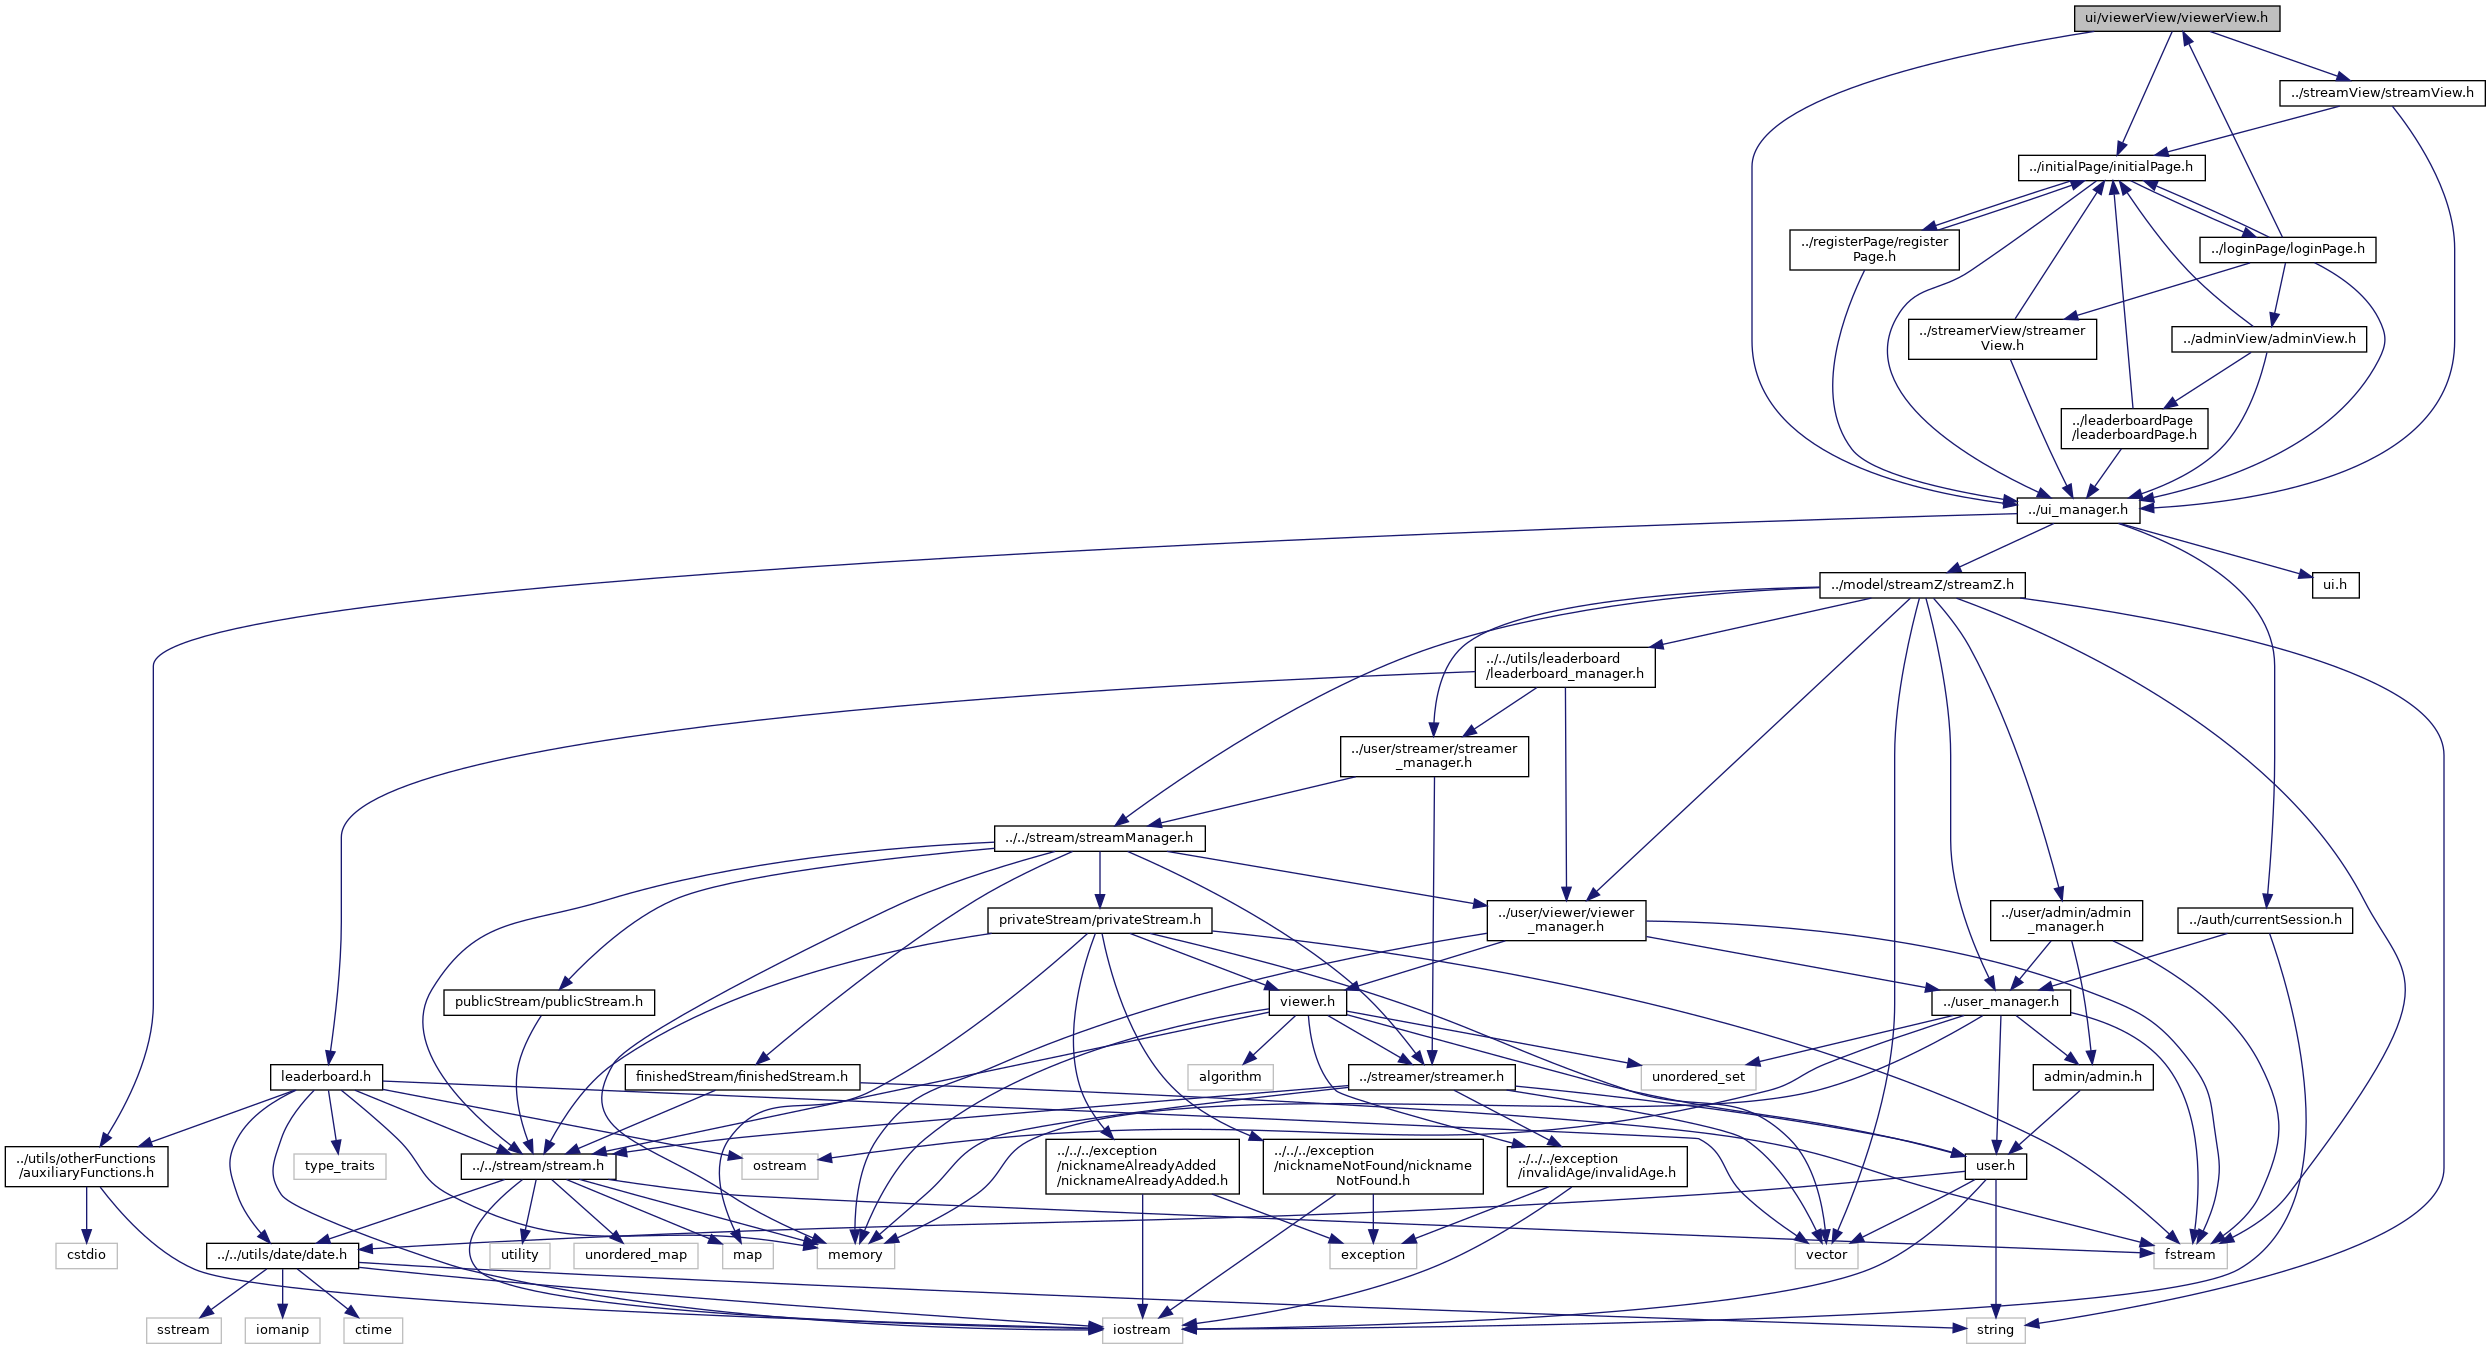 ui/viewerView/viewerView.h
../streamView/streamView.h
../initialPage/initialPage.h
../registerPage/register
Page.h
../loginPage/loginPage.h
../streamerView/streamer
View.h
../adminView/adminView.h
../leaderboardPage
/leaderboardPage.h
../ui_manager.h
../model/streamZ/streamZ.h
ui.h
../../utils/leaderboard
/leaderboard_manager.h
../user/streamer/streamer
_manager.h
../../stream/streamManager.h
privateStream/privateStream.h
../user/viewer/viewer
_manager.h
../user/admin/admin
_manager.h
../auth/currentSession.h
publicStream/publicStream.h
viewer.h
../user_manager.h
leaderboard.h
finishedStream/finishedStream.h
algorithm
../streamer/streamer.h
unordered_set
admin/admin.h
../utils/otherFunctions
/auxiliaryFunctions.h
type_traits
../../stream/stream.h
ostream
../../../exception
/nicknameAlreadyAdded
/nicknameAlreadyAdded.h
../../../exception
/nicknameNotFound/nickname
NotFound.h
../../../exception
/invalidAge/invalidAge.h
user.h
cstdio
../../utils/date/date.h
utility
unordered_map
map
memory
exception
vector
fstream
sstream
iomanip
ctime
iostream
string